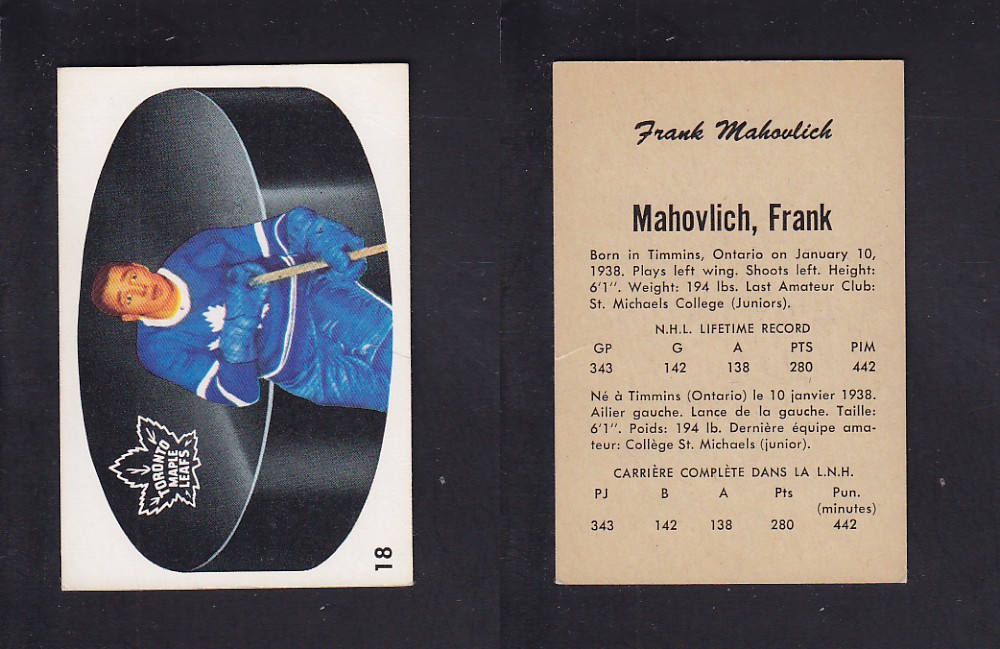 TORONTO
MAPLE
LEAFS
18
Frank Mahovlich
Mahovlich, Frank
Born in Timmins, Ontario on January 10,
1938. Plays left wing. Shoots left. Height:
6'1''. Weight: 194 lbs. Last Amateur Club:
St. Michaels College (Juniors).
N.H.L. LIFETIME RECORD
GP G A PTS PIM
343 142 138 280 442
Né à Timmins (Ontario) le 10 janvier 1938.
Ailier gauche. Lance de la gauche. Taille:
6'1''. Poids: 194 lb. Dernière équipe ama-
teur: Collège St. Michaels (junior).
CARRIÈRE COMPLÈTE DANS LA L.N.H.
PJ B A Pts Pun.
(minutes)
343 142 138 280 442